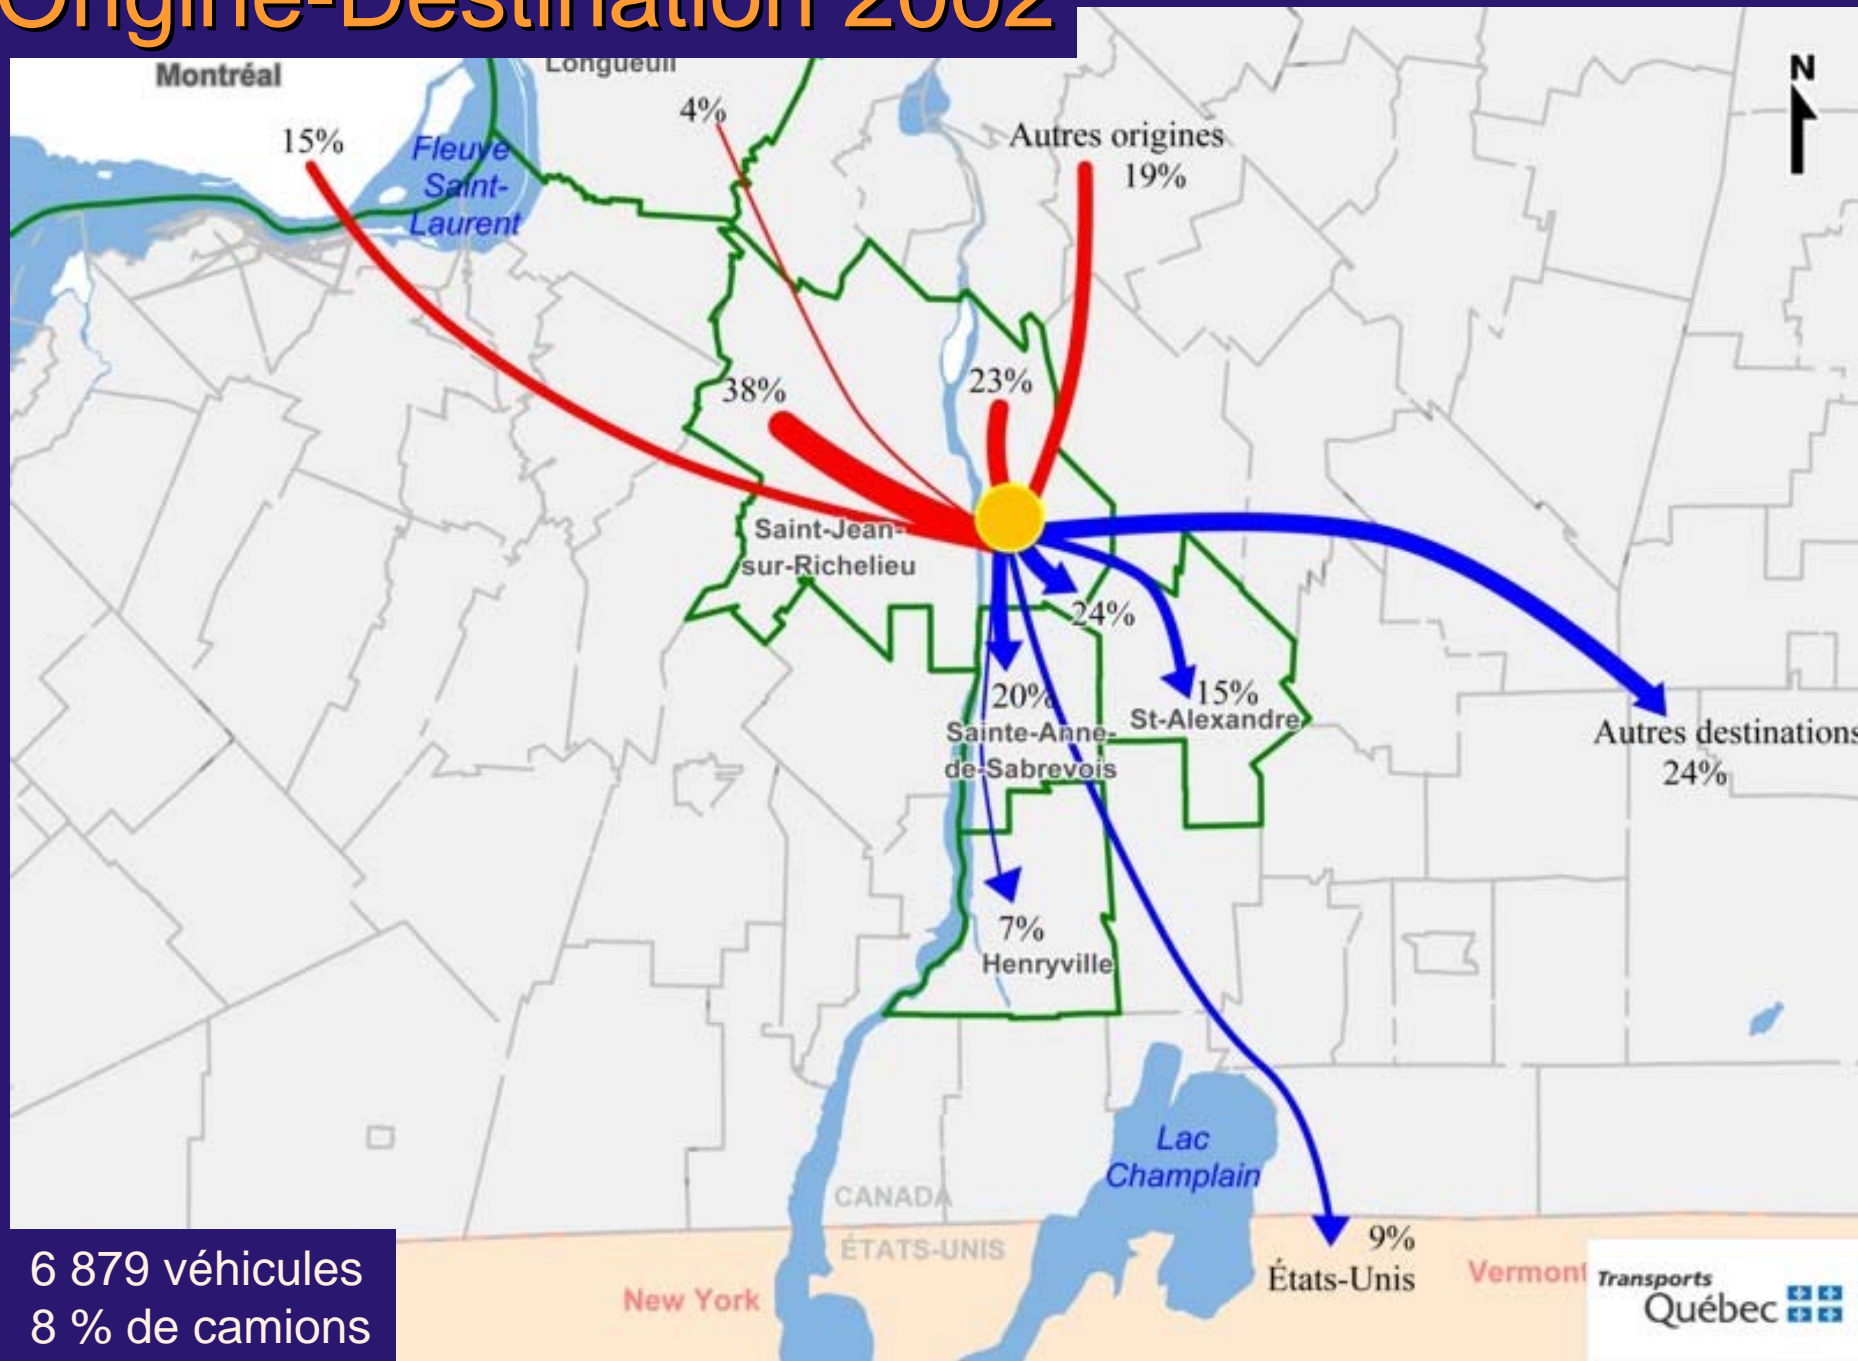 Origine-Destination 2002
Montréal
Longueuil
4%
15%
Fleuve
Saint-
Laurent
Autres origines
19%
N
38%
23%
Saint-Jean-
sur-Richelieu
24%
20%
15%
Sainte-Anne-
de-Sabrevois
St-Alexandre
Autres destinations
24%
7%
Henryville
Lac
Champlain
CANADA
ÉTATS-UNIS
9%
États-Unis
New York
Vermont
6 879 véhicules
8 % de camions
Transports
Québec